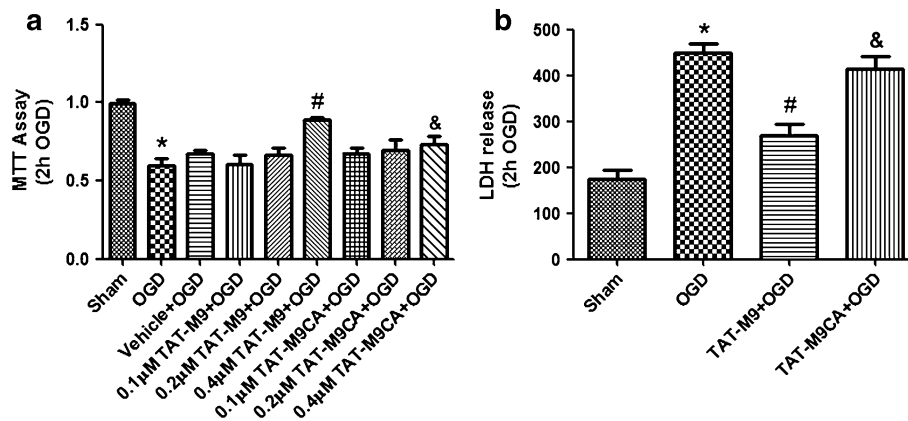 a
MTT Assay
(2h OGD)
1.5
1.0
0.5
0.0
*
#
&
Sham
OGD
Vehicle+OGD
0.1μM TAT-M9+OGD
0.2μM TAT-M9+OGD
0.4μM TAT-M9+OGD
0.1μM TAT-M9CA+OGD
0.2μM TAT-M9CA+OGD
0.4μM TAT-M9CA+OGD
b
LDH release
(2h OGD)
500
400
300
200
100
0
*
#
&
Sham
OGD
TAT-M9+OGD
TAT-M9CA+OGD